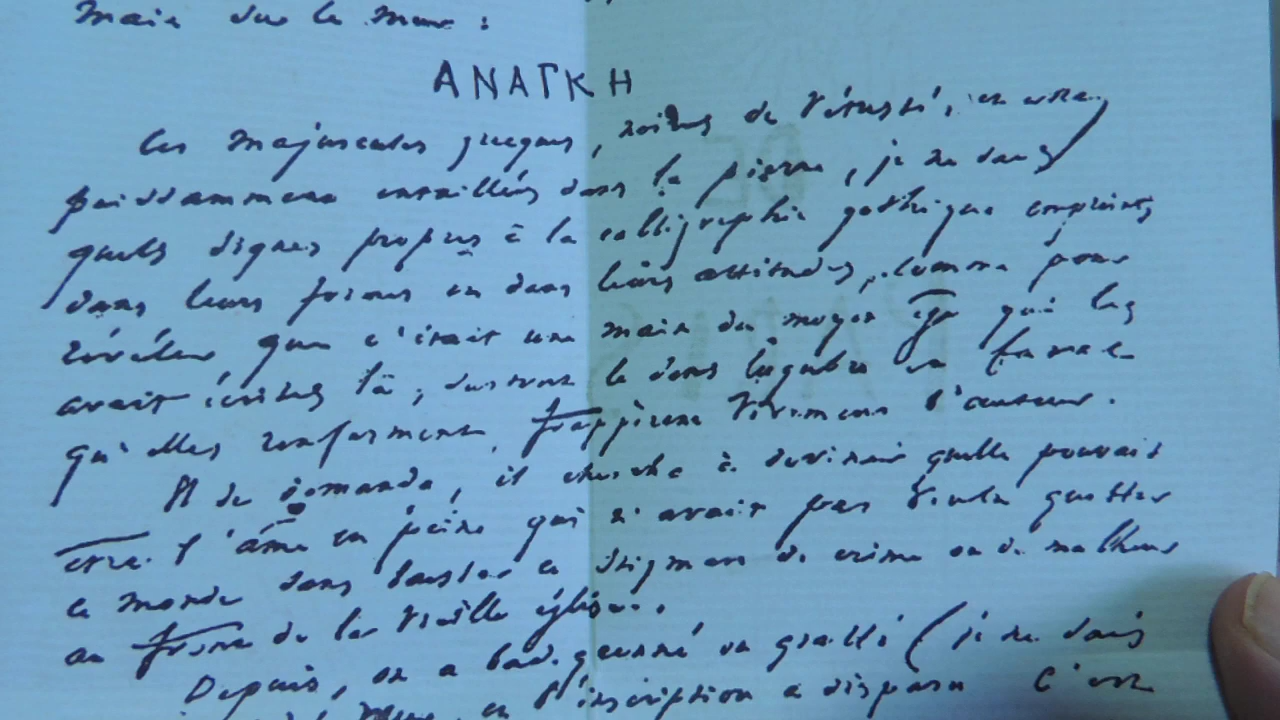 main sur le mur :
ΑΝΑΓΚΗ
Ces majuscules grecques, noires de vétusté, et assez
puissamment entaillées dans la pierre, je ne sais
quels signes propres à la calligraphie gothique empreints
dans leurs formes et dans leurs attitudes, comme pour
révéler que c'était une main du moyen âge qui les
avait écrites là, surtout le sens lugubre et fatal
qu'elles renferment, frappèrent vivement l'auteur.
Il se demanda, il chercha à deviner quelle pouvait
être l'âme en peine qui n'avait pas voulu quitter
ce monde sans laisser ce stigmate de crime ou de malheur
au front de la vieille église.
Depuis, on a badigeonné ou gratté (je ne sais
et l'inscription a disparu C'est